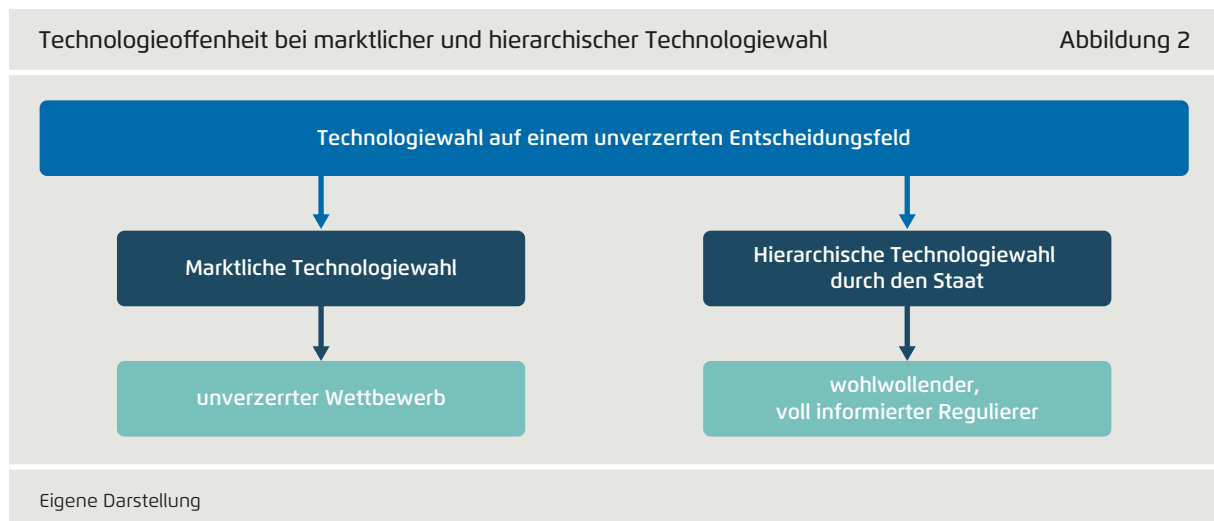 Technologieoffenheit bei marktlicher und hierarchischer Technologiewahl
Abbildung 2
Technologiewahl auf einem unverzerrten Entscheidungsfeld
Marktliche Technologiewahl
Hierarchische Technologiewahl
durch den Staat
unverzerrter Wettbewerb
wohlwollender,
voll informierter Regulierer
Eigene Darstellung